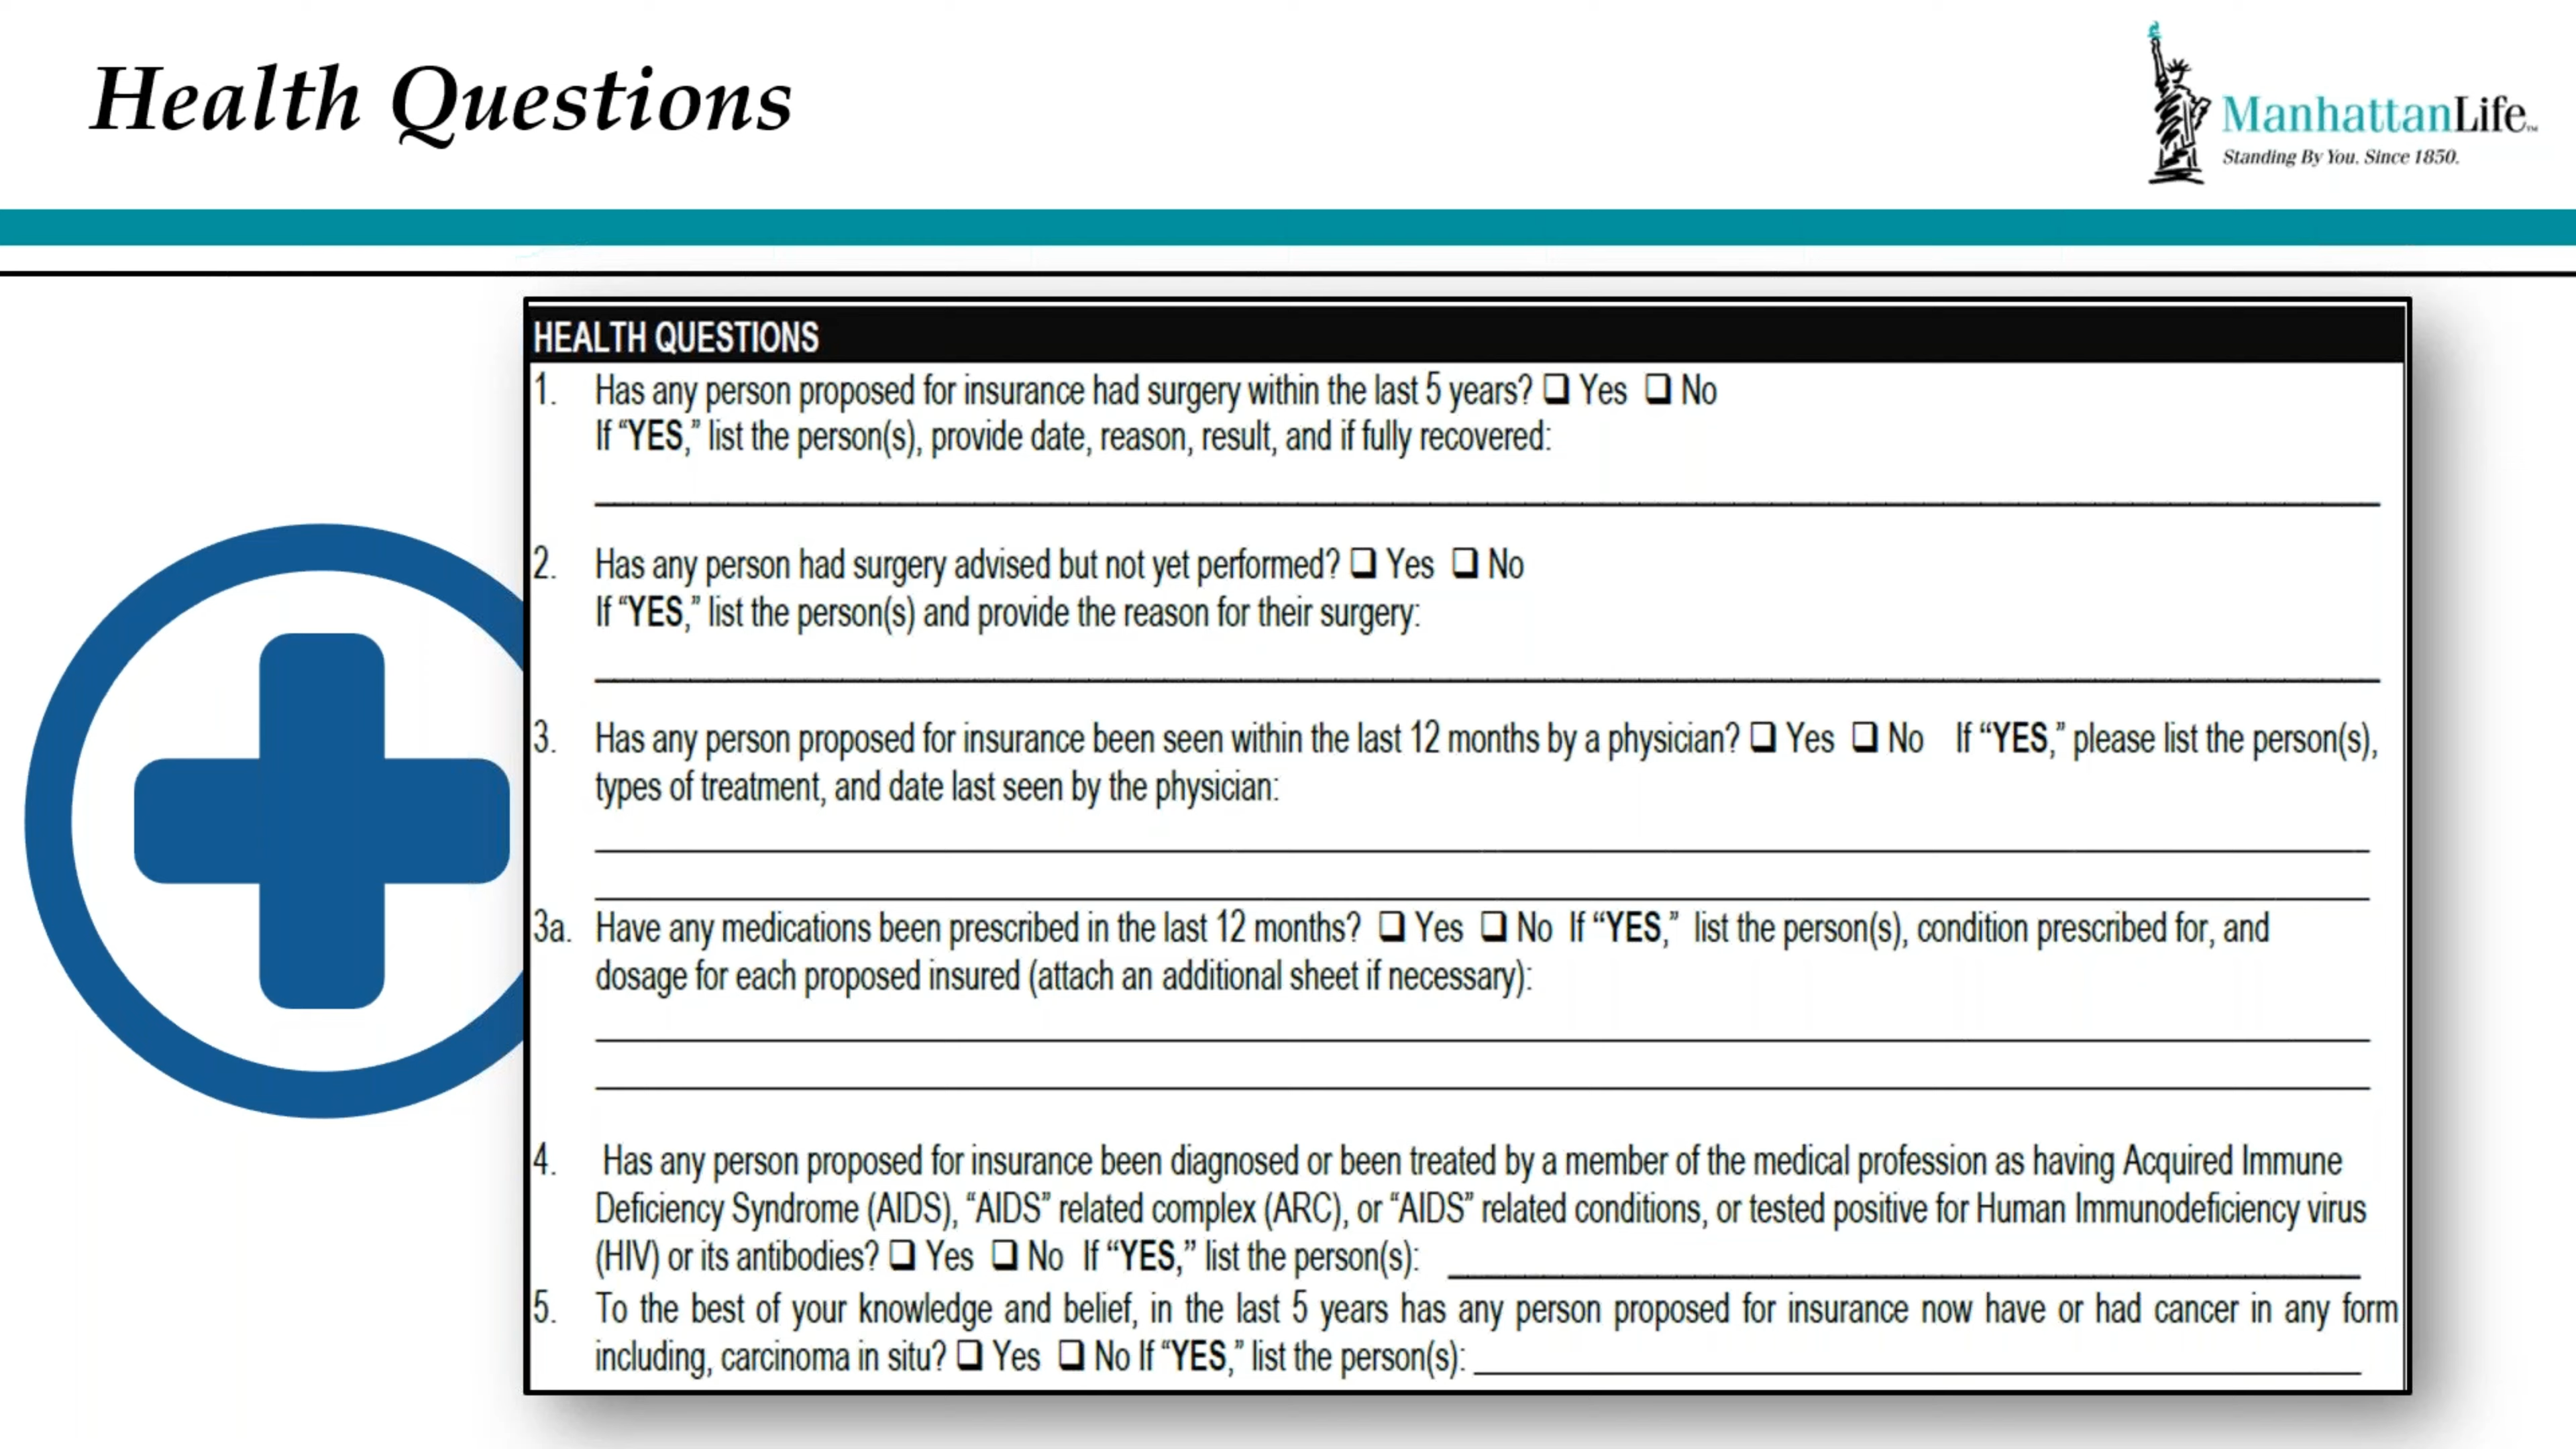 Health Questions
ManhattanLife™
Standing By You. Since 1850.
HEALTH QUESTIONS
1. Has any person proposed for insurance had surgery within the last 5 years? ❑ Yes ❑ No
If “YES,” list the person(s), provide date, reason, result, and if fully recovered:
2. Has any person had surgery advised but not yet performed? ❑ Yes ❑ No
If “YES,” list the person(s) and provide the reason for their surgery:
3. Has any person proposed for insurance been seen within the last 12 months by a physician? ❑ Yes ❑ No If “YES,” please list the person(s),
types of treatment, and date last seen by the physician:
3a. Have any medications been prescribed in the last 12 months? ❑ Yes ❑ No If “YES,” list the person(s), condition prescribed for, and
dosage for each proposed insured (attach an additional sheet if necessary):
4. Has any person proposed for insurance been diagnosed or been treated by a member of the medical profession as having Acquired Immune
Deficiency Syndrome (AIDS), “AIDS” related complex (ARC), or “AIDS” related conditions, or tested positive for Human Immunodeficiency virus
(HIV) or its antibodies? ❑ Yes ❑ No If “YES,” list the person(s):
5. To the best of your knowledge and belief, in the last 5 years has any person proposed for insurance now have or had cancer in any form
including, carcinoma in situ? ❑ Yes ❑ No If “YES,” list the person(s):